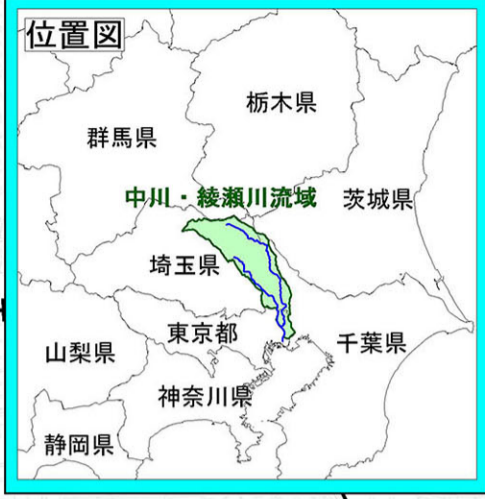 位置図
栃木県
群馬県
中川・綾瀬川流域
茨城県
埼玉県
東京都
千葉県
山梨県
神奈川県
静岡県